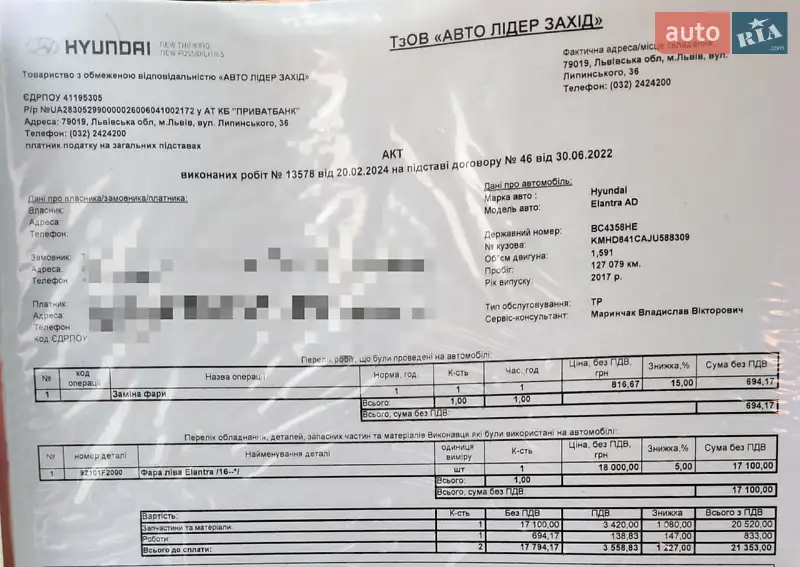 HYUNDAI
NEW THINKING.
NEW POSSIBILITIES.
ТзОВ «АВТО ЛІДЕР ЗАХІД»
auto RIA.com
Товариство з обмеженою відповідальністю «АВТО ЛІДЕР ЗАХІД»
Фактична адреса/місце складання:
79019, Львівська обл, м.Львів, вул.
Липинського, 36
Телефон: (032) 2424200
ЄДРПОУ 41195305
Р/р №UA283052990000026006041002172 у АТ КБ "ПРИВАТБАНК"
Адреса: 79019, Львівська обл, м.Львів, вул. Липинського, 36
Телефон: (032) 2424200
платник податку на загальних підставах
АКТ
виконаних робіт № 13578 від 20.02.2024 на підставі договору № 46 від 30.06.2022
Дані про власника/замовника/платника:
Власник:
Адреса:
Телефон:
Замовник:
Адреса:
Телефон
Платник:
Адреса:
Телефон
код ЄДРПОУ
Дані про автомобіль:
Марка авто : Hyundai
Модель авто: Elantra AD
Державний номер: BC4358HE
№ кузова: KMHD841CAJU588309
Об'єм двигуна: 1,591
Пробіг: 127 079 км.
Рік випуску: 2017 р.
Тип обслуговування: ТР
Сервіс-консультант: Маринчак Владислав Вікторович
Перелік робіт, що були проведені на автомобілі:
№ код операції Назва операції Норма, год. К-сть Час, год Ціна, без ПДВ, грн Знижка,% Сума без ПДВ
1 Заміна фари 1 1 1 816,67 15,00 694,17
Всього: 1,00 1,00
Всього, сума без ПДВ: 694,17
Перелік обладнання, деталей, запасних частин та матеріалів Виконавця які були використані на автомобілі:
№ номер деталі Найменування деталі одиниця виміру К-сть Ціна, без ПДВ, грн Знижка,% Сума без ПДВ
1 92101F2000 Фара ліва Elantra /16--*/ шт 1 18 000,00 5,00 17 100,00
Всього: 1,00
Всього, сума без ПДВ: 17 100,00
Вартість: К-сть Без ПДВ ПДВ Знижка Всього з ПДВ
Запчастини та матеріали: 1 17 100,00 3 420,00 1 080,00 20 520,00
Роботи: 1 694,17 138,83 147,00 833,00
Всього до сплати: 2 17 794,17 3 558,83 1 227,00 21 353,00